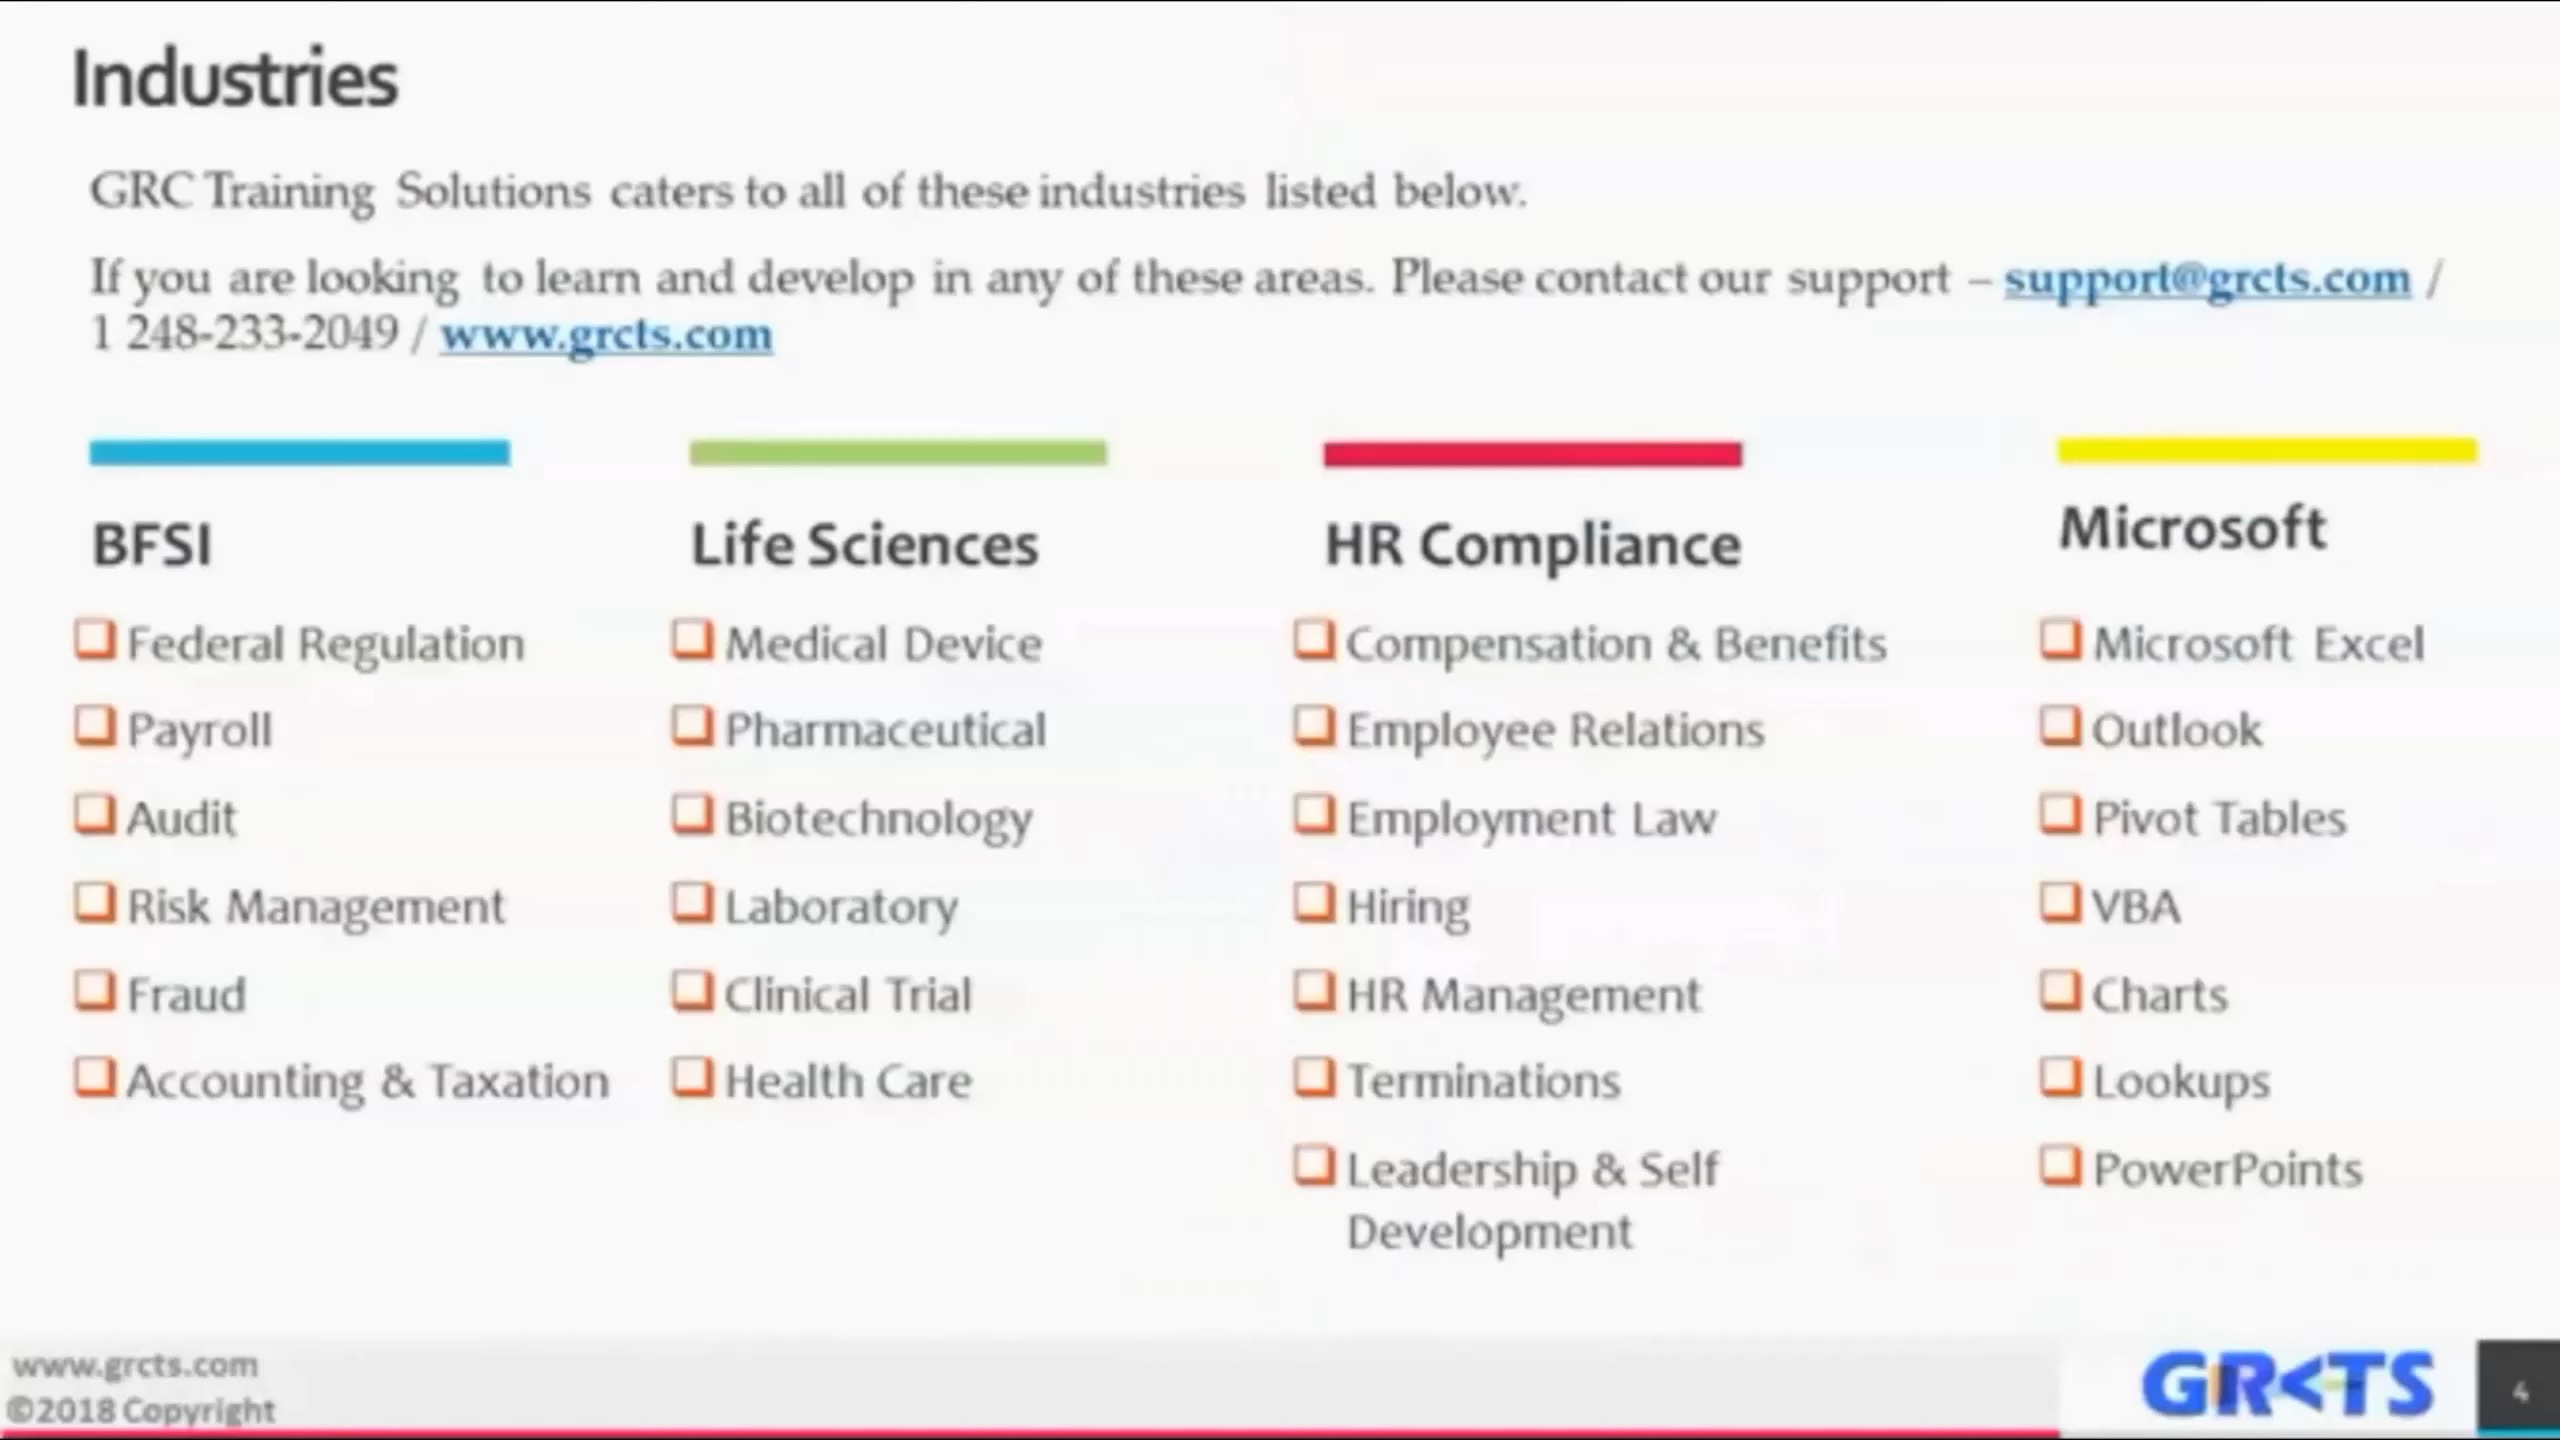 Industries
GRC Training Solutions caters to all of these industries listed below.
If you are looking to learn and develop in any of these areas. Please contact our support – support@grcts.com /
1 248-233-2049 / www.grcts.com
BFSI
Federal Regulation
Payroll
Audit
Risk Management
Fraud
Accounting & Taxation
Life Sciences
Medical Device
Pharmaceutical
Biotechnology
Laboratory
Clinical Trial
Health Care
HR Compliance
Compensation & Benefits
Employee Relations
Employment Law
Hiring
HR Management
Terminations
Leadership & Self
Development
Microsoft
Microsoft Excel
Outlook
Pivot Tables
VBA
Charts
Lookups
PowerPoints
www.grcts.com
©2018 Copyright
GRCTS
4